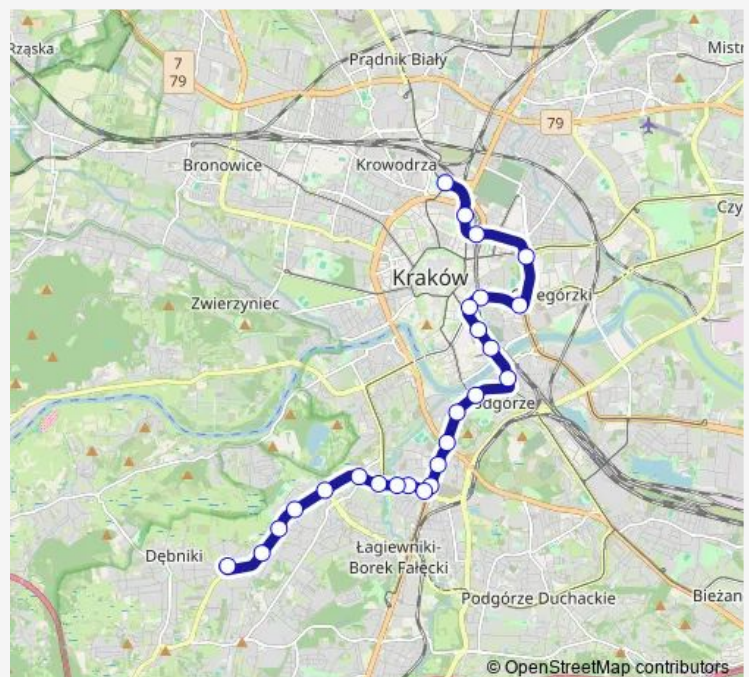 Rząska
7
79
Prądnik Biały
Mistr
79
Bronowice
Krowodrza
Czy
Kraków
egórzki
Zwierzyniec
odgórze
Dębniki
Łagiewniki-
Borek Fałęcki
Podgórze Duchackie
Bieżan
© OpenStreetMap contributors